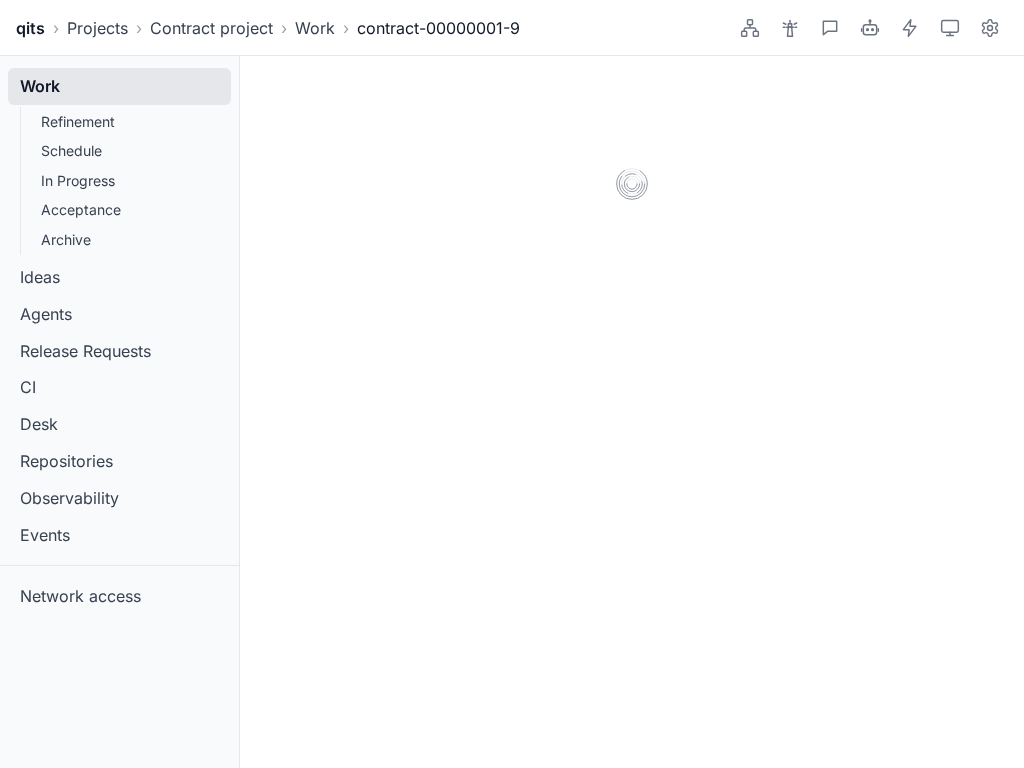 qits › Projects › Contract project › Work › contract-00000001-9
Work
Refinement
Schedule
In Progress
Acceptance
Archive
Ideas
Agents
Release Requests
CI
Desk
Repositories
Observability
Events
Network access